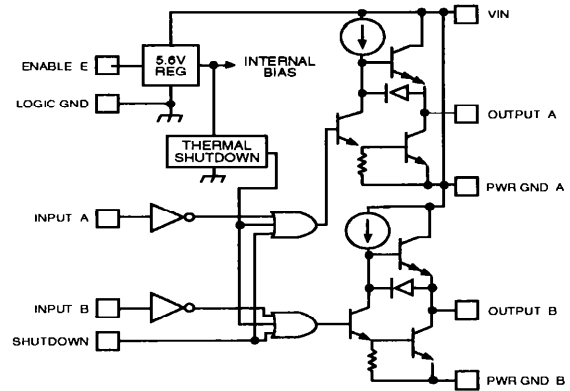 VIN
ENABLE E
5.6V
REG
INTERNAL
BIAS
LOGIC GND
OUTPUT A
THERMAL
SHUTDOWN
PWR GND A
INPUT A
INPUT B
OUTPUT B
SHUTDOWN
PWR GND B